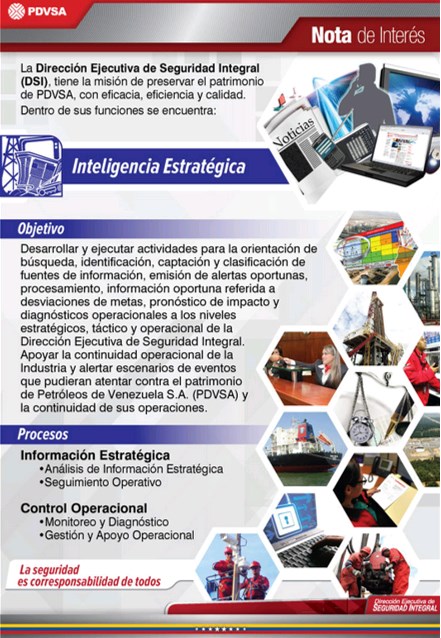 PDVSA
Nota de Interés
La Dirección Ejecutiva de Seguridad Integral
(DSI), tiene la misión de preservar el patrimonio
de PDVSA, con eficacia, eficiencia y calidad.
Dentro de sus funciones se encuentra:
Noticias
Inteligencia Estratégica
Objetivo
Desarrollar y ejecutar actividades para la orientación de
búsqueda, identificación, captación y clasificación de
fuentes de información, emisión de alertas oportunas,
procesamiento, información oportuna referida a
desviaciones de metas, pronóstico de impacto y
diagnósticos operacionales a los niveles
estratégicos, táctico y operacional de la
Dirección Ejecutiva de Seguridad Integral.
Apoyar la continuidad operacional de la
Industria y alertar escenarios de eventos
que pudieran atentar contra el patrimonio
de Petróleos de Venezuela S.A. (PDVSA) y
la continuidad de sus operaciones.
Procesos
Información Estratégica
•Análisis de Información Estratégica
•Seguimiento Operativo
Control Operacional
•Monitoreo y Diagnóstico
•Gestión y Apoyo Operacional
La seguridad
es corresponsabilidad de todos
Dirección Ejecutiva de
SEGURIDAD INTEGRAL